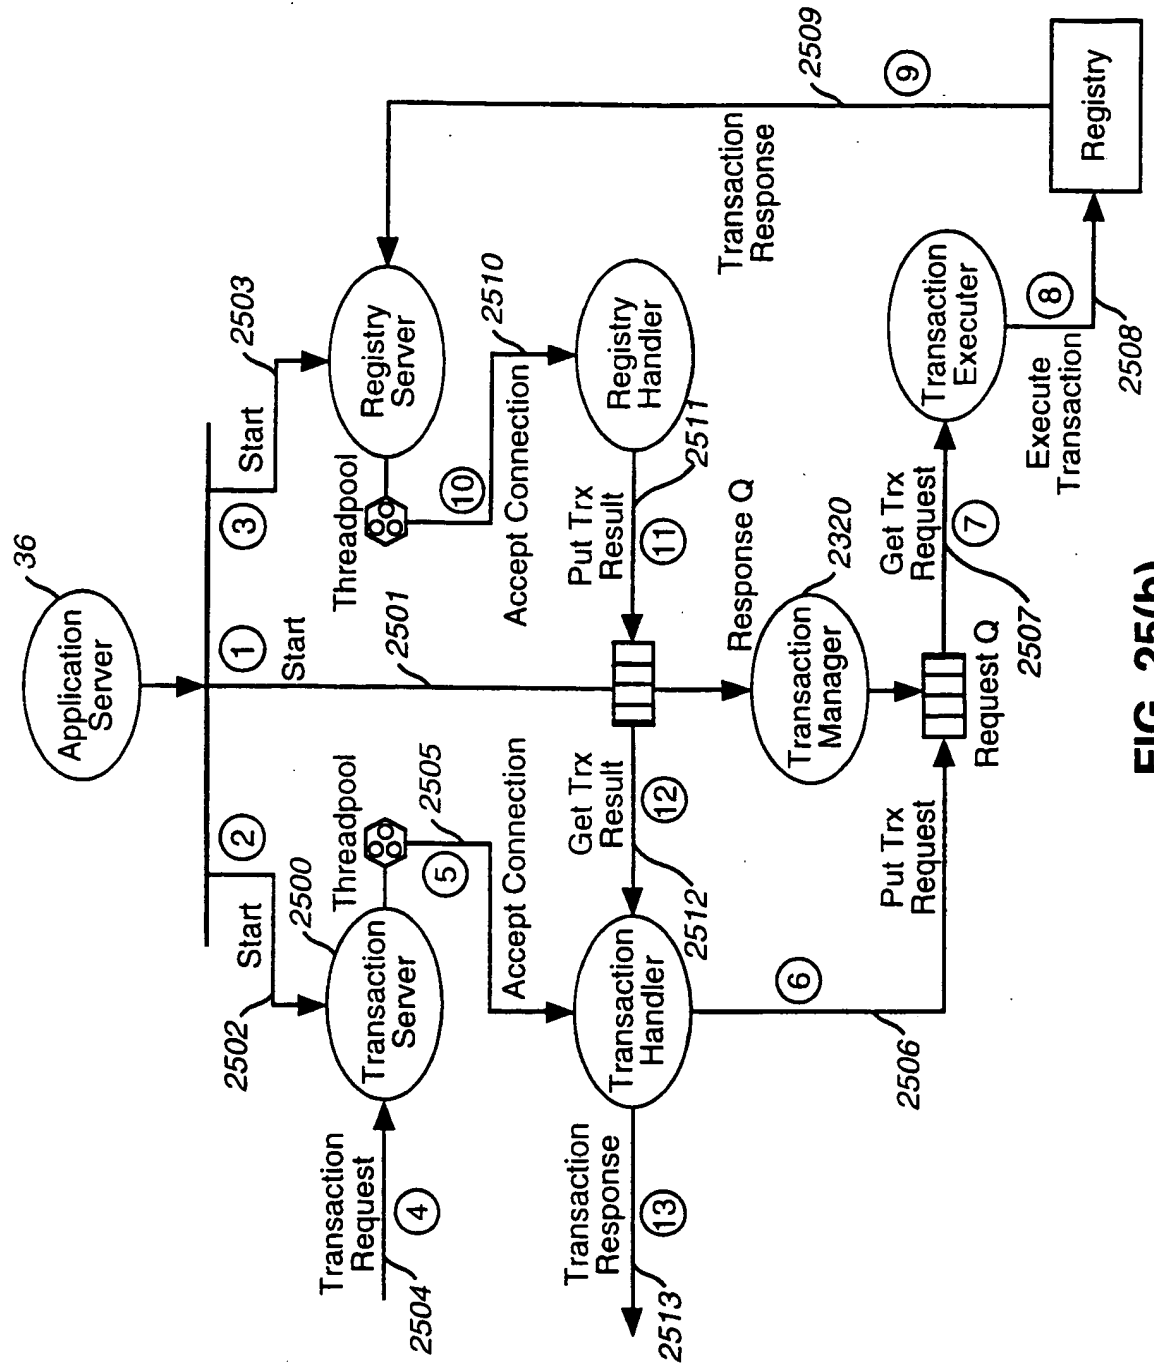 Application
Server
36
1
Start
2501
2
Start
2502
3
Start
2503
Transaction
Request
4
2504
Transaction
Server
2500
Threadpool
5
2505
Accept Connection
Registry
Server
Threadpool
10
2510
Accept Connection
Transaction
Response
9
2509
Transaction
Handler
Get Trx
Result
12
2512
Put Trx
Result
11
2511
Registry
Handler
Response Q
Transaction
Response
13
2513
Transaction
Manager
2320
6
2506
Put Trx
Request
Request Q
Get Trx
Request
7
2507
Transaction
Executer
Execute
Transaction
8
2508
Registry
FIG. 25(b)